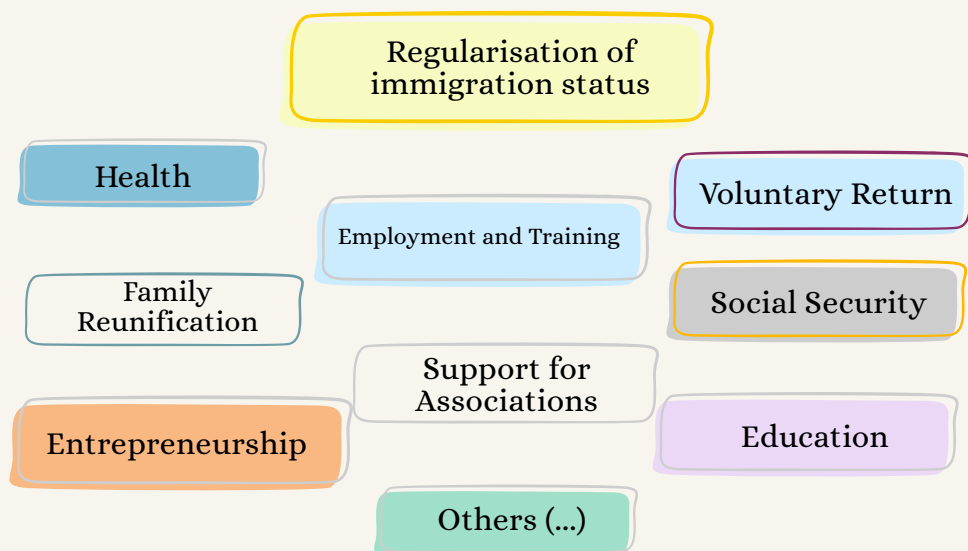 Regularisation of
immigration status
Health
Voluntary Return
Employment and Training
Family
Reunification
Social Security
Support for
Associations
Entrepreneurship
Education
Others (...)